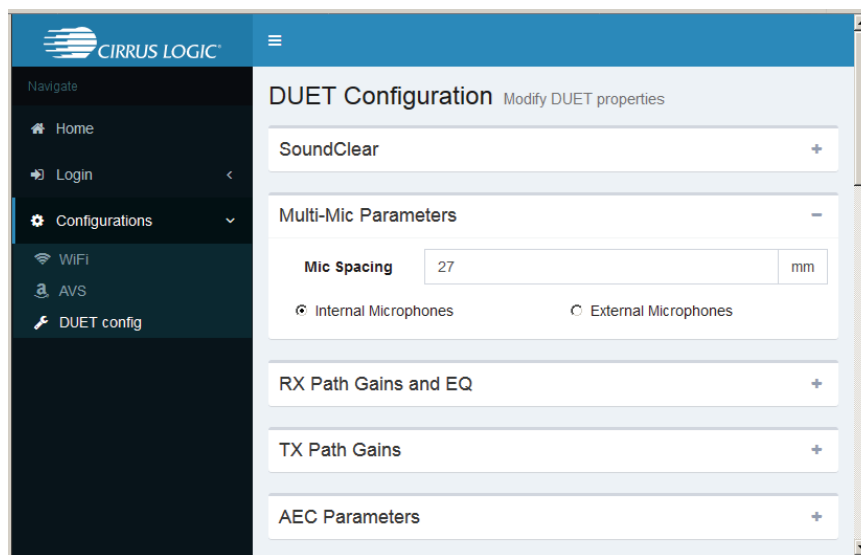 CIRRUS LOGIC®
Navigate
Home
Login
Configurations
WiFi
AVS
DUET config
DUET Configuration Modify DUET properties
SoundClear
Multi-Mic Parameters
Mic Spacing 27 mm
Internal Microphones External Microphones
RX Path Gains and EQ
TX Path Gains
AEC Parameters